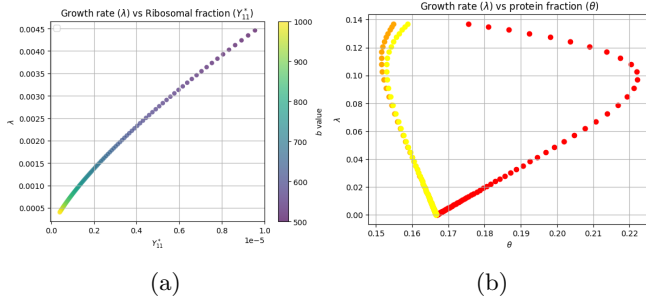 Growth rate (λ) vs Ribosomal fraction (Y₁₁*)
0.0045
0.0040
0.0035
0.0030
0.0025
0.0020
0.0015
0.0010
0.0005
λ
0.0 0.2 0.4 0.6 0.8 1.0
1e−5
Y₁₁*
1000
900
800
700
600
500
b value
(a)
Growth rate (λ) vs protein fraction (θ)
0.14
0.12
0.10
0.08
0.06
0.04
0.02
0.00
λ
0.15 0.16 0.17 0.18 0.19 0.20 0.21 0.22
θ
(b)